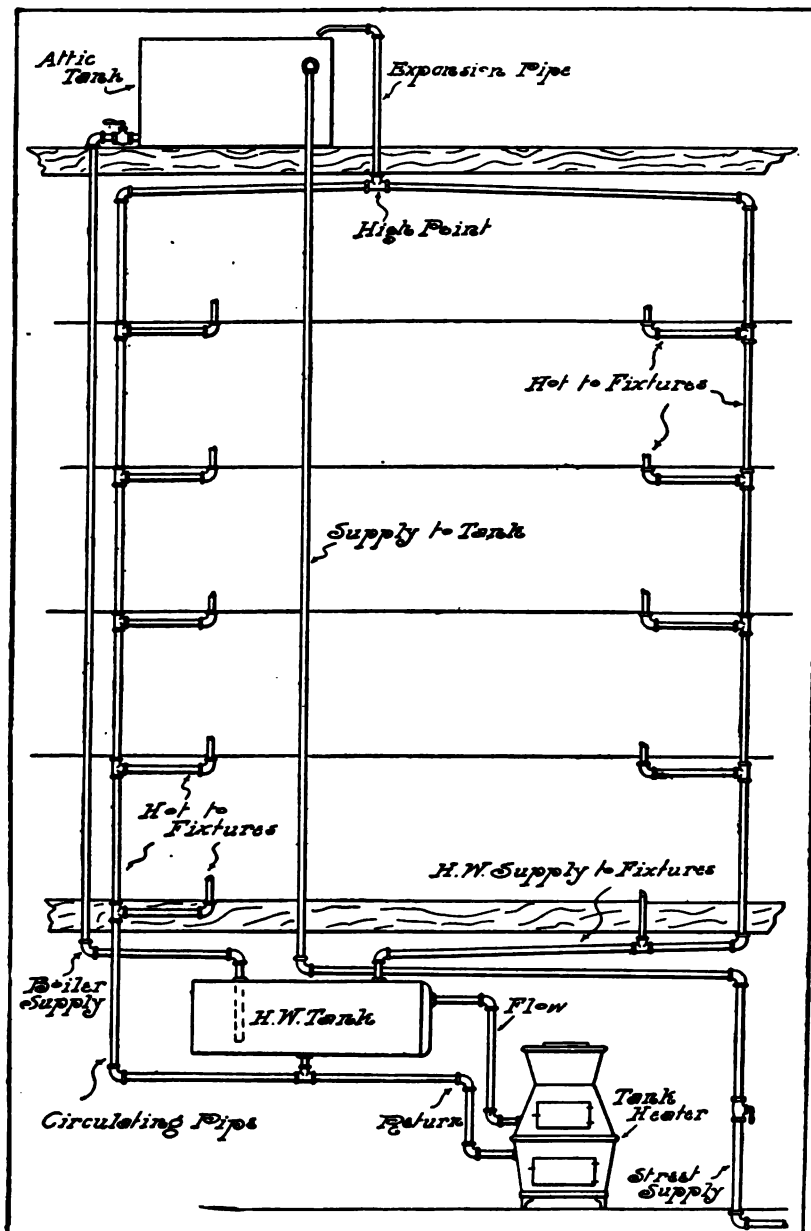 Attic
Tank
Expansion Pipe
High Point
Hot to Fixtures
Supply to Tank
Hot to
Fixtures
H.W. Supply to Fixtures
Boiler
Supply
H.W. Tank
Flow
Circulating Pipe
Return
Tank
Heater
Street
Supply